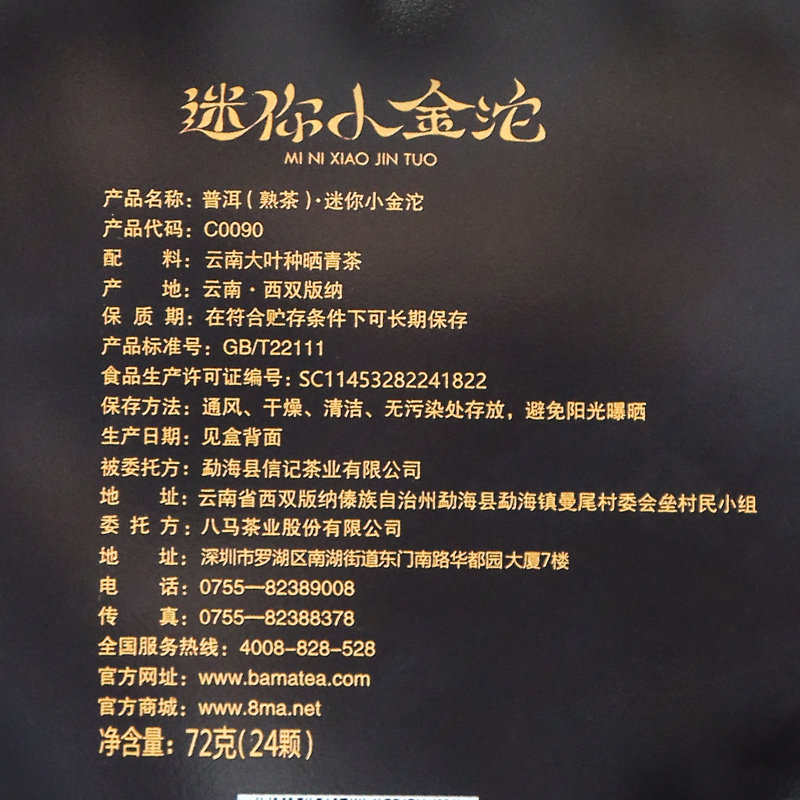 迷你小金沱
MI NI XIAO JIN TUO
产品名称：普洱（熟茶）·迷你小金沱
产品代码：C0090
配 料：云南大叶种晒青茶
产 地：云南·西双版纳
保 质 期：在符合贮存条件下可长期保存
产品标准号：GB/T22111
食品生产许可证编号：SC11453282241822
保存方法：通风、干燥、清洁、无污染处存放，避免阳光曝晒
生产日期：见盒背面
被委托方：勐海县信记茶业有限公司
地 址：云南省西双版纳傣族自治州勐海县勐海镇曼尾村委会垒村民小组
委 托 方：八马茶业股份有限公司
地 址：深圳市罗湖区南湖街道东门南路华都园大厦7楼
电 话：0755—82389008
传 真：0755—82388378
全国服务热线：4008-828-528
官方网址：www.bamatea.com
官方商城：www.8ma.net
净含量：72克（24颗）